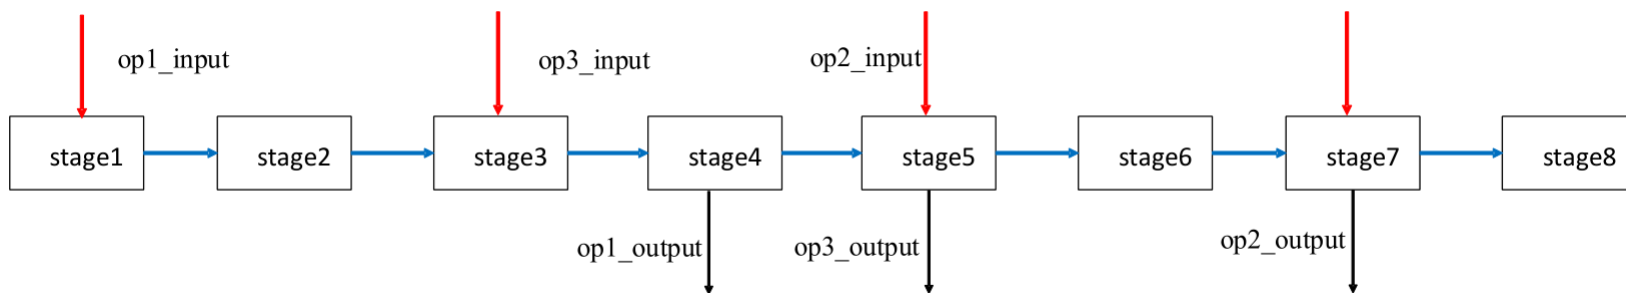 op1_input
op3_input
op2_input
stage1
stage2
stage3
stage4
stage5
stage6
stage7
stage8
op1_output
op3_output
op2_output